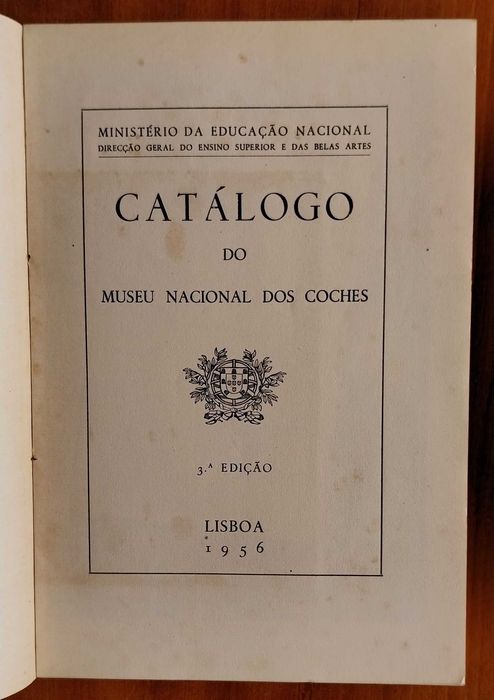 MINISTÉRIO DA EDUCAÇÃO NACIONAL
DIRECÇÃO GERAL DO ENSINO SUPERIOR E DAS BELAS ARTES
CATÁLOGO
DO
MUSEU NACIONAL DOS COCHES
3.ª EDIÇÃO
LISBOA
1956